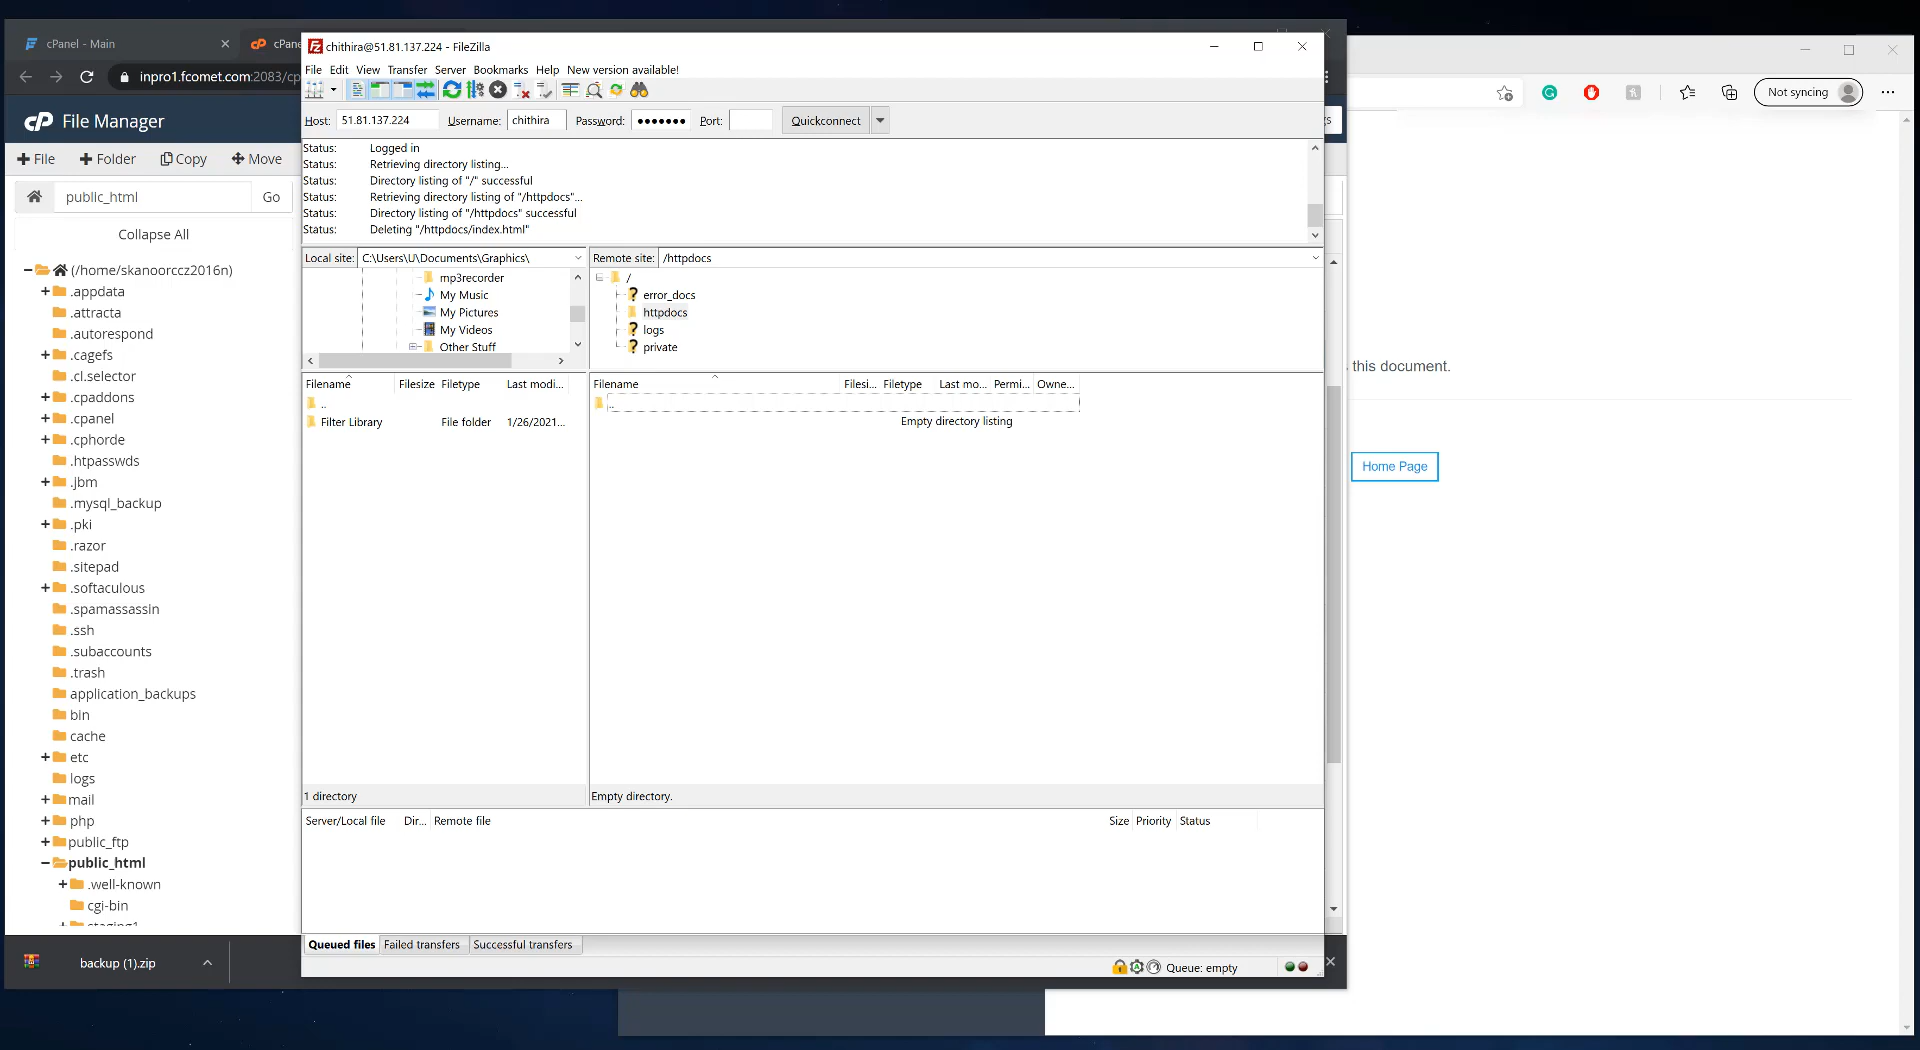 cPanel - Main
cPane
inpro1.fcomet.com:2083/cp
File Manager
File
Folder
Copy
Move
public_html
Go
Collapse All
(/home/skanoorccz2016n)
.appdata
.attracta
.autorespond
.cagefs
.cl.selector
.cpaddons
.cpanel
.cphorde
.htpasswds
.jbm
.mysql_backup
.pki
.razor
.sitepad
.softaculous
.spamassassin
.ssh
.subaccounts
.trash
application_backups
bin
cache
etc
logs
mail
php
public_ftp
public_html
.well-known
cgi-bin
staging1
backup (1).zip
chithira@51.81.137.224 - FileZilla
File Edit View Transfer Server Bookmarks Help New version available!
Host: 51.81.137.224 Username: chithira Password: ●●●●●●● Port: Quickconnect
Status: Logged in
Status: Retrieving directory listing...
Status: Directory listing of "/" successful
Status: Retrieving directory listing of "/httpdocs"...
Status: Directory listing of "/httpdocs" successful
Status: Deleting "/httpdocs/index.html"
Local site: C:\Users\U\Documents\Graphics\
mp3recorder
My Music
My Pictures
My Videos
Other Stuff
Remote site: /httpdocs
/
error_docs
httpdocs
logs
private
Filename Filesize Filetype Last modi...
..
Filter Library File folder 1/26/2021...
1 directory
Filename Filesi... Filetype Last mo... Permi... Owne...
..
Empty directory listing
Empty directory.
Server/Local file Dir... Remote file Size Priority Status
Queued files Failed transfers Successful transfers
Queue: empty
Not syncing
this document.
Home Page